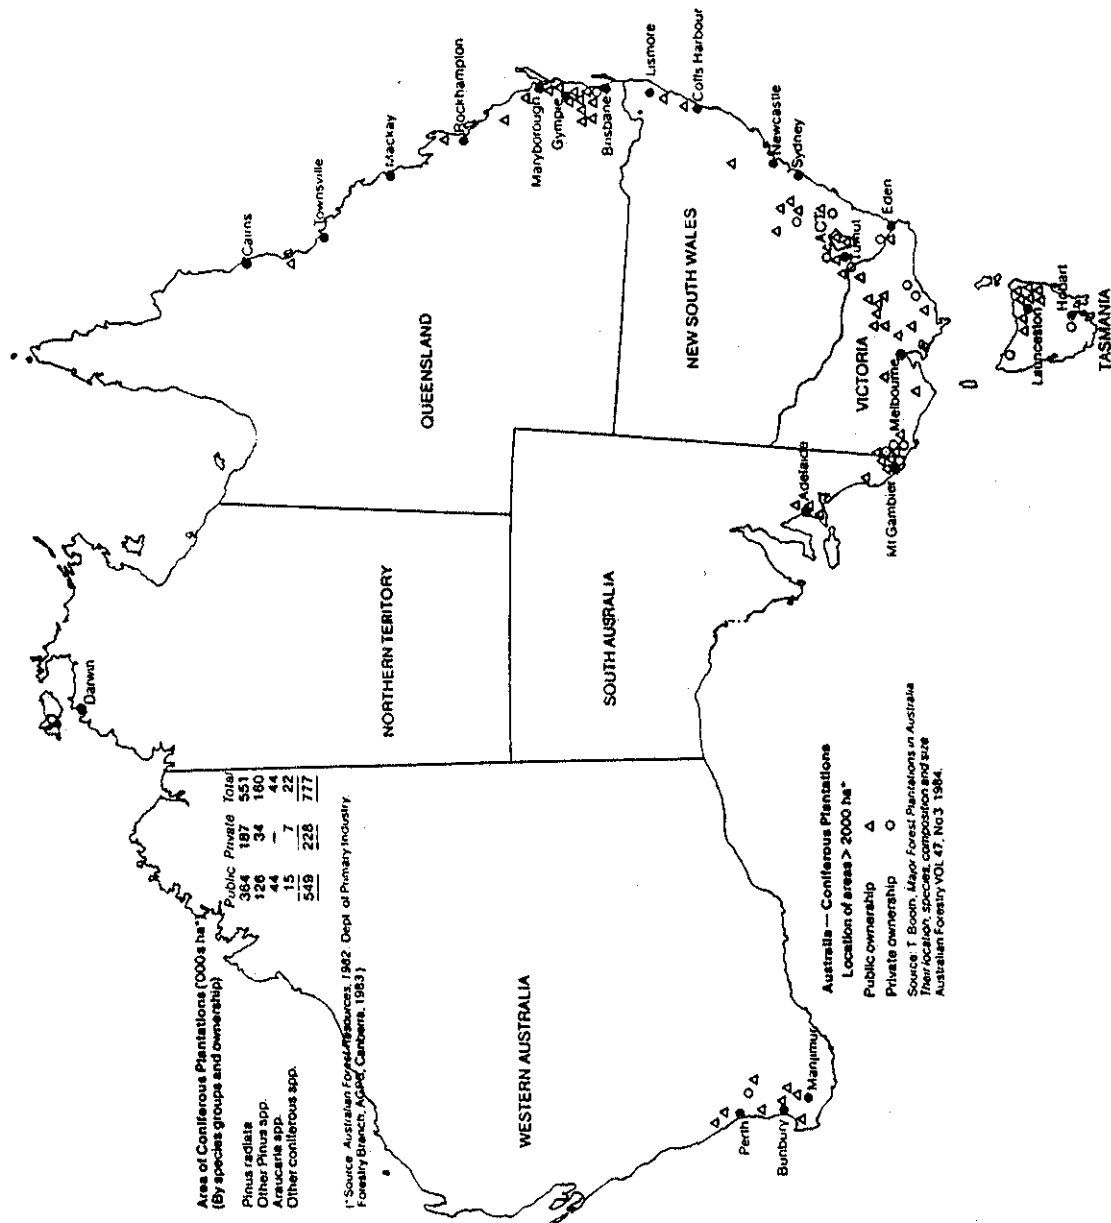 Area of Coniferous Plantations ('000s ha*)
(By species groups and ownership)
Public Private Total
Pinus radiata 364 187 551
Other Pinus spp. 126 34 160
Araucaria spp. 44 — 44
Other coniferous spp. 15 7 22
549 228 777
(* Source Australian Forest Resources, 1982 Dept of Primary Industry.
Forestry Branch, AGPS, Canberra, 1983)
Darwin
Cairns
Townsville
Mackay
Rockhampton
Maryborough
Gympie
Brisbane
Lismore
Coffs Harbour
Newcastle
Sydney
ACT
Tumut
Eden
NORTHERN TERITORY
QUEENSLAND
WESTERN AUSTRALIA
SOUTH AUSTRALIA
NEW SOUTH WALES
VICTORIA
Melbourne
Adelaide
Mt Gambier
Perth
Bunbury
Manjimup
Launceston
Hobart
TASMANIA
Australia — Coniferous Plantations
Location of areas > 2000 ha*
Public ownership △
Private ownership ○
Source: T Boom, Major Forest Plantations in Australia
Their location, species, composition and size
Australian Forestry VOL. 47, No3 1984.